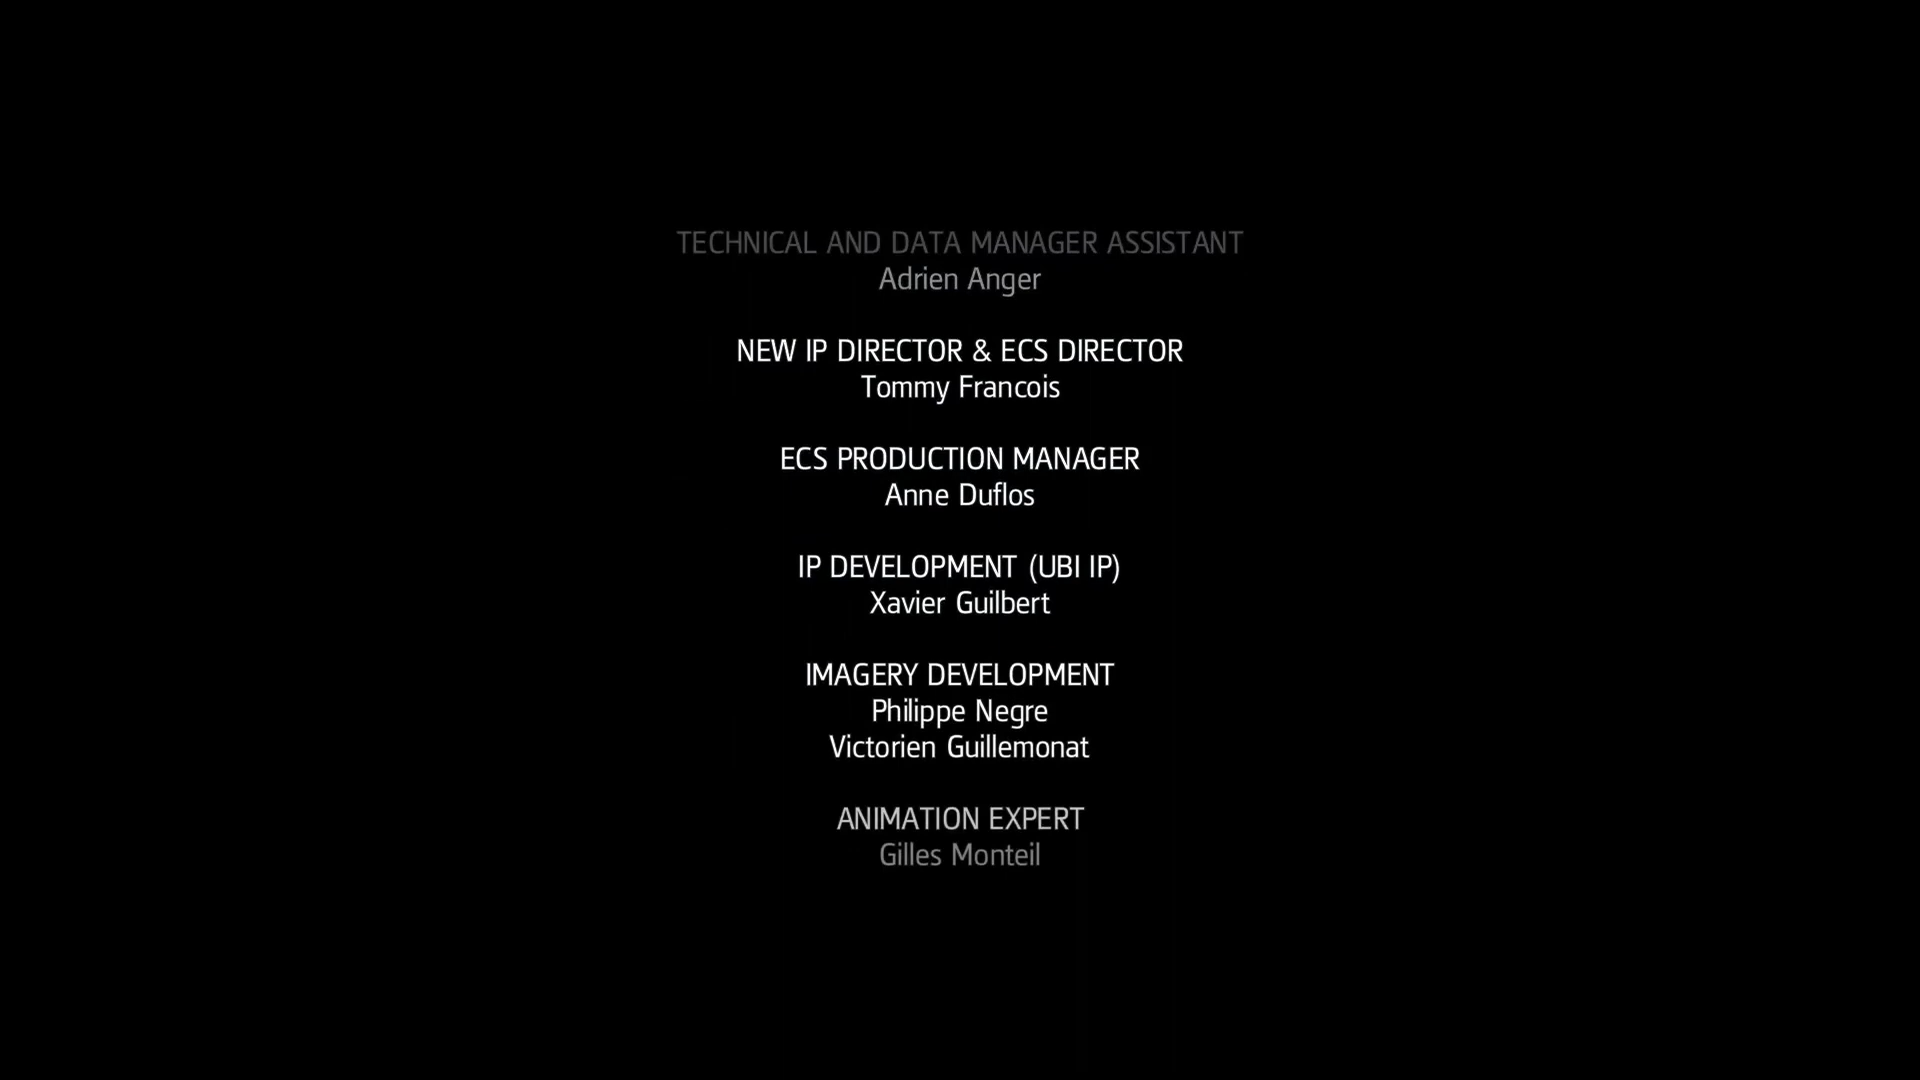 TECHNICAL AND DATA MANAGER ASSISTANT
Adrien Anger
NEW IP DIRECTOR & ECS DIRECTOR
Tommy Francois
ECS PRODUCTION MANAGER
Anne Duflos
IP DEVELOPMENT (UBI IP)
Xavier Guilbert
IMAGERY DEVELOPMENT
Philippe Negre
Victorien Guillemonat
ANIMATION EXPERT
Gilles Monteil